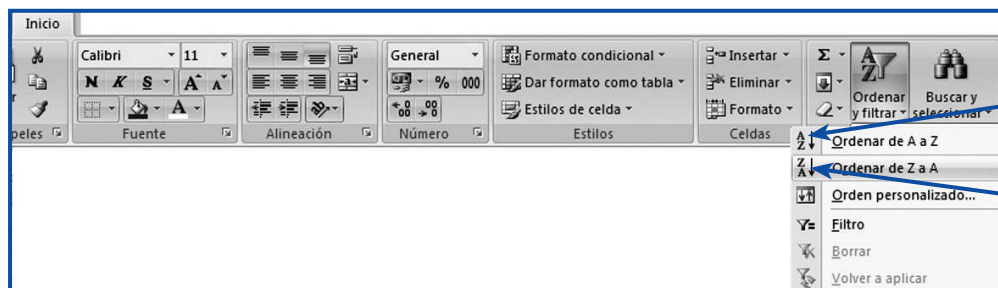 Inicio
Calibri 11 General Formato condicional Insertar Σ
N K S A A % 000 Dar formato como tabla Eliminar
A Estilos de celda Formato
Ordenar y filtrar
Buscar y seleccionar
peles Fuente Alineación Número Estilos Celdas
Ordenar de A a Z
Ordenar de Z a A
Orden personalizado...
Filtro
Borrar
Volver a aplicar